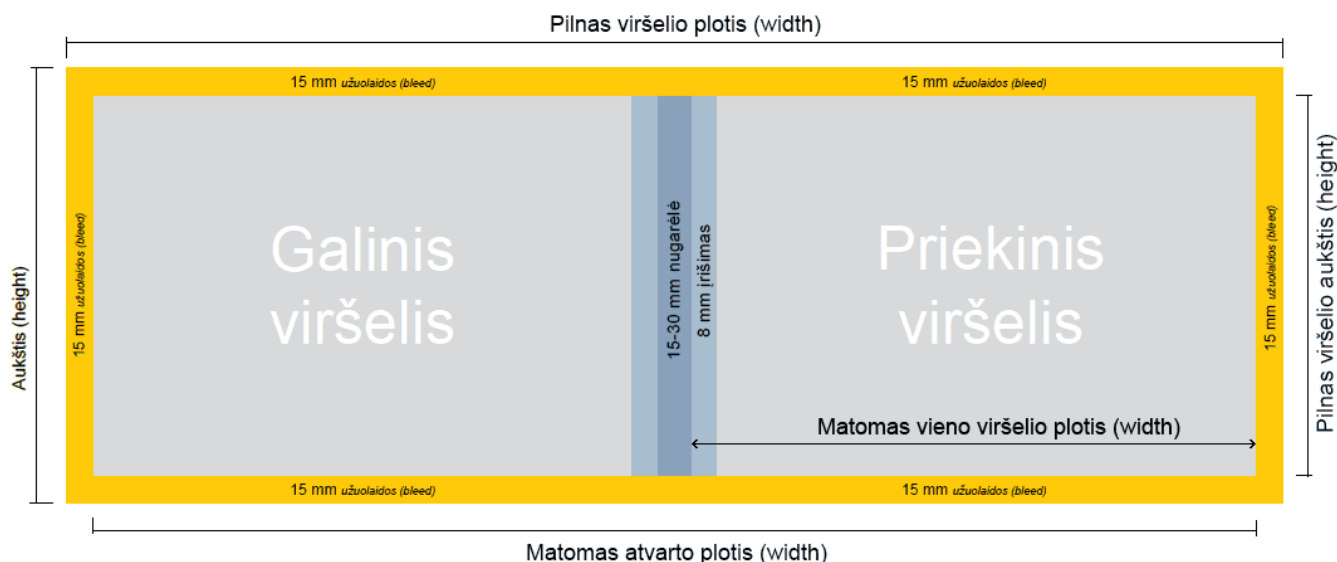 Pilnas viršelio plotis (width)
15 mm užuolaidos (bleed)
15 mm užuolaidos (bleed)
Aukštis (height)
15 mm užuolaidos (bleed)
Galinis
viršelis
15-30 mm nugarėlė
8 mm įrišimas
Priekinis
viršelis
15 mm užuolaidos (bleed)
Pilnas viršelio aukštis (height)
Matomas vieno viršelio plotis (width)
15 mm užuolaidos (bleed)
15 mm užuolaidos (bleed)
Matomas atvarto plotis (width)